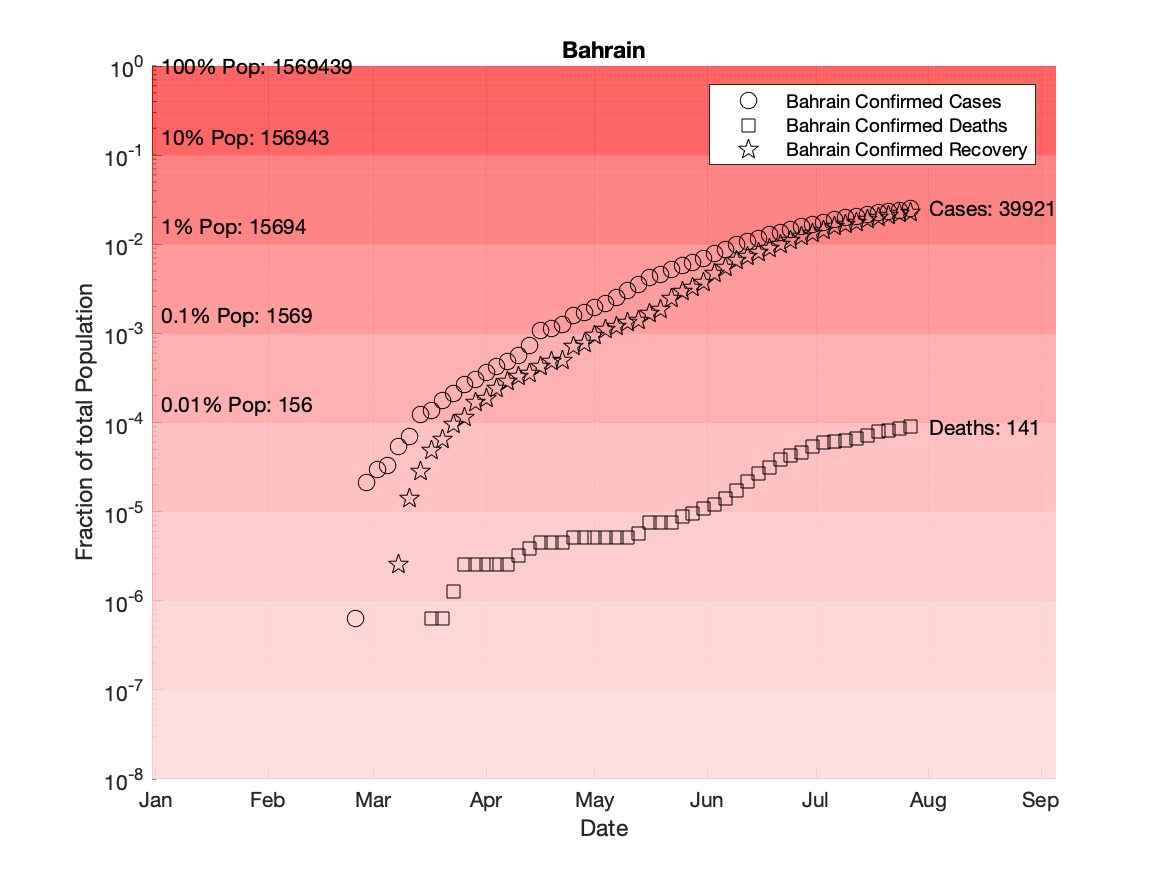 Bahrain
10^0
100% Pop: 1569439
Bahrain Confirmed Cases
Bahrain Confirmed Deaths
Bahrain Confirmed Recovery
10% Pop: 156943
10^-1
Cases: 39921
1% Pop: 15694
10^-2
0.1% Pop: 1569
10^-3
0.01% Pop: 156
10^-4
Deaths: 141
10^-5
10^-6
10^-7
10^-8
Fraction of total Population
Jan Feb Mar Apr May Jun Jul Aug Sep
Date